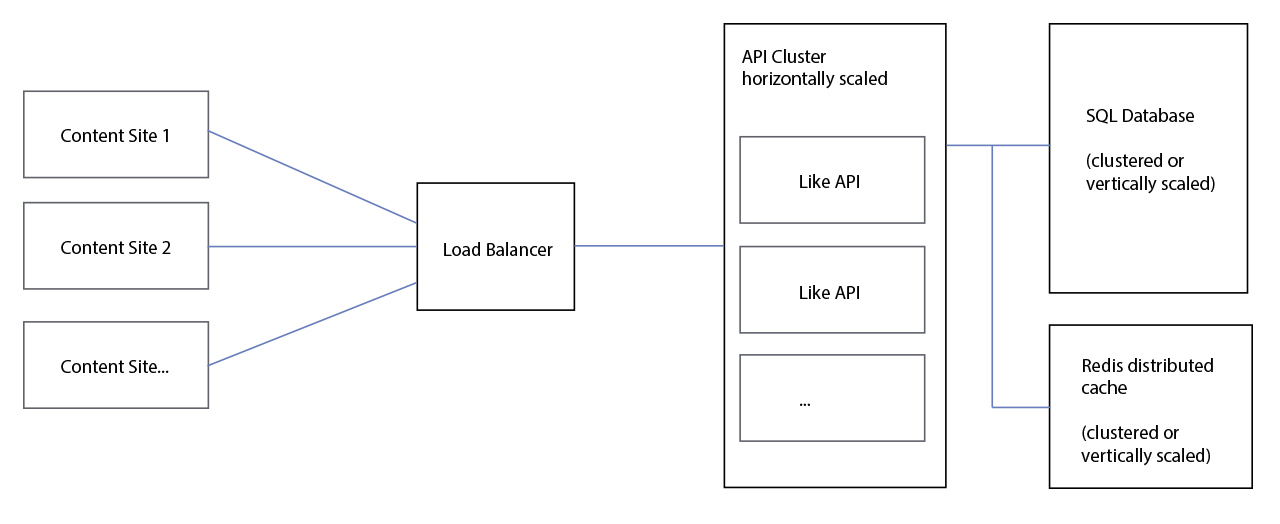 Content Site 1
Content Site 2
Content Site...
Load Balancer
API Cluster
horizontally scaled
Like API
Like API
...
SQL Database
(clustered or
vertically scaled)
Redis distributed
cache
(clustered or
vertically scaled)